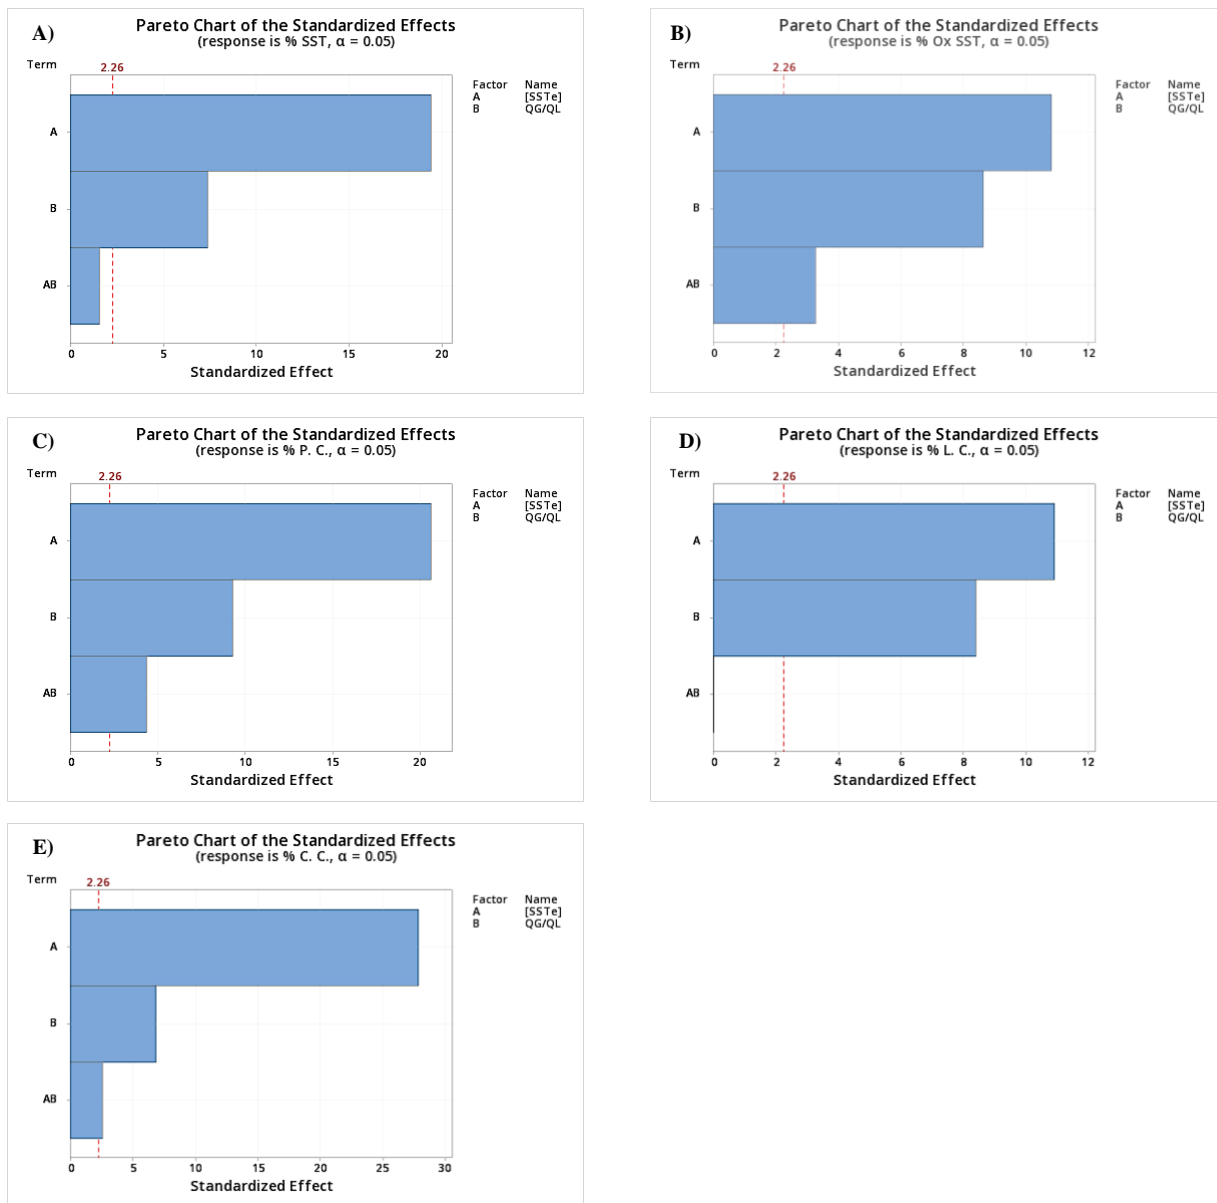 A)
Pareto Chart of the Standardized Effects
(response is % SST, α = 0.05)
Term
2.26
Factor Name
A [SSTe]
B QG/QL
A
B
AB
0 5 10 15 20
Standardized Effect
B)
Pareto Chart of the Standardized Effects
(response is % Ox SST, α = 0.05)
Term
2.26
Factor Name
A [SSTe]
B QG/QL
A
B
AB
0 2 4 6 8 10 12
Standardized Effect
C)
Pareto Chart of the Standardized Effects
(response is % P. C., α = 0.05)
Term
2.26
Factor Name
A [SSTe]
B QG/QL
A
B
AB
0 5 10 15 20
Standardized Effect
D)
Pareto Chart of the Standardized Effects
(response is % L. C., α = 0.05)
Term
2.26
Factor Name
A [SSTe]
B QG/QL
A
B
AB
0 2 4 6 8 10 12
Standardized Effect
E)
Pareto Chart of the Standardized Effects
(response is % C. C., α = 0.05)
Term
2.26
Factor Name
A [SSTe]
B QG/QL
A
B
AB
0 5 10 15 20 25 30
Standardized Effect